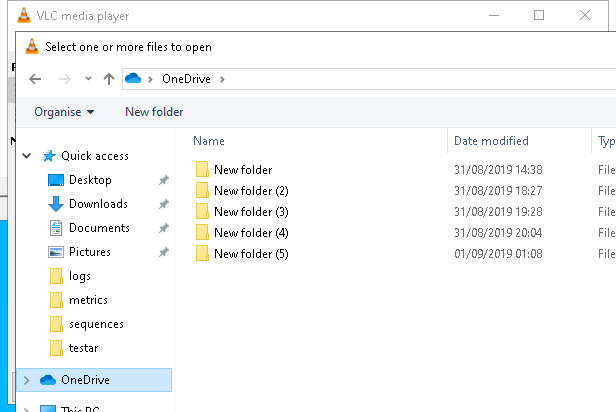 VLC media player
Select one or more files to open
OneDrive
Organise New folder
Name Date modified
Quick access
Desktop
Downloads
Documents
Pictures
logs
metrics
sequences
testar
OneDrive
This PC
New folder 31/08/2019 14:38 File
New folder (2) 31/08/2019 18:27 File
New folder (3) 31/08/2019 19:28 File
New folder (4) 31/08/2019 20:04 File
New folder (5) 01/09/2019 01:08 File